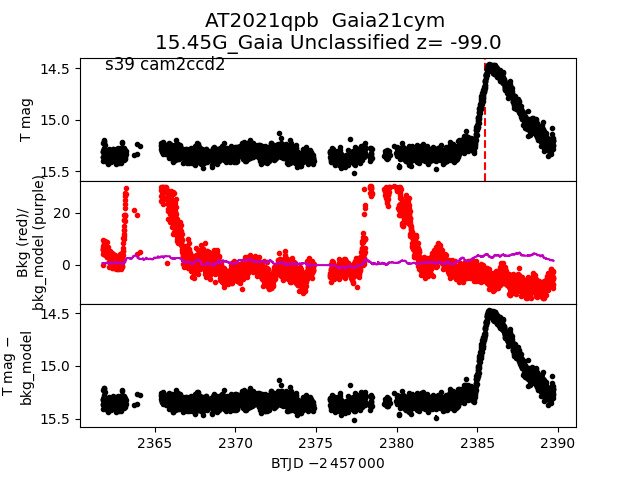 AT2021qpb  Gaia21cym
15.45G_Gaia Unclassified z= -99.0
s39 cam2ccd2
14.5
15.0
15.5
T mag
20
0
Bkg (red)/
bkg_model (purple)
14.5
15.0
15.5
T mag −
bkg_model
2365 2370 2375 2380 2385 2390
BTJD −2 457 000